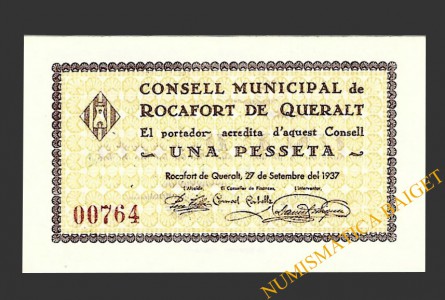 CONSELL MUNICIPAL de
ROCAFORT DE QUERALT
El portador acredita d'aquest Consell
UNA PESSETA
Rocafort de Queralt, 27 de Setembre del 1937
L'Alcalde, El Conseller de Finances, L'Interventor,
00764
NUMISMATICA RAIGET